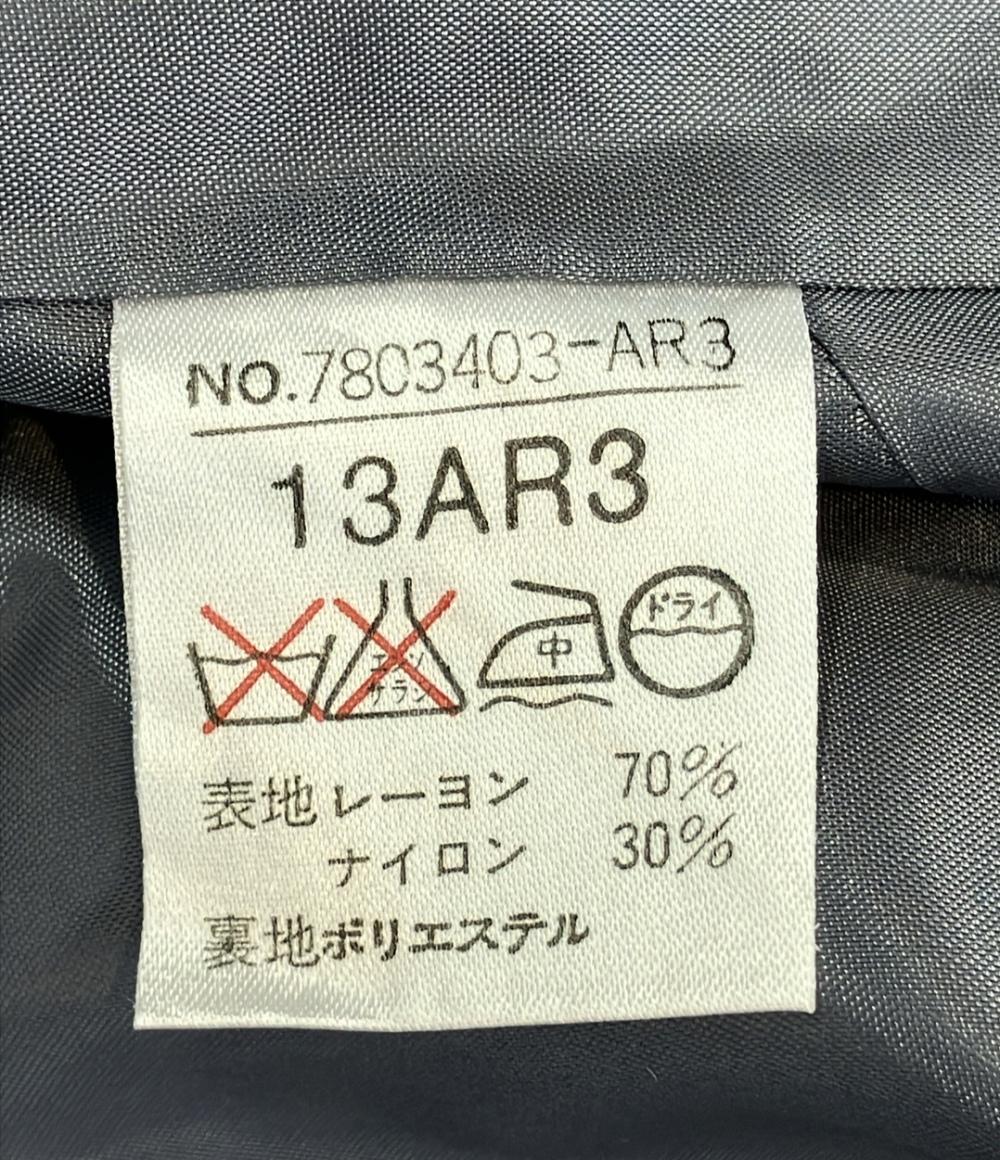 NO.7803403-AR3
13AR3
エンソ
サラシ
中
ドライ
表地 レーヨン 70%
ナイロン 30%
裏地 ポリエステル